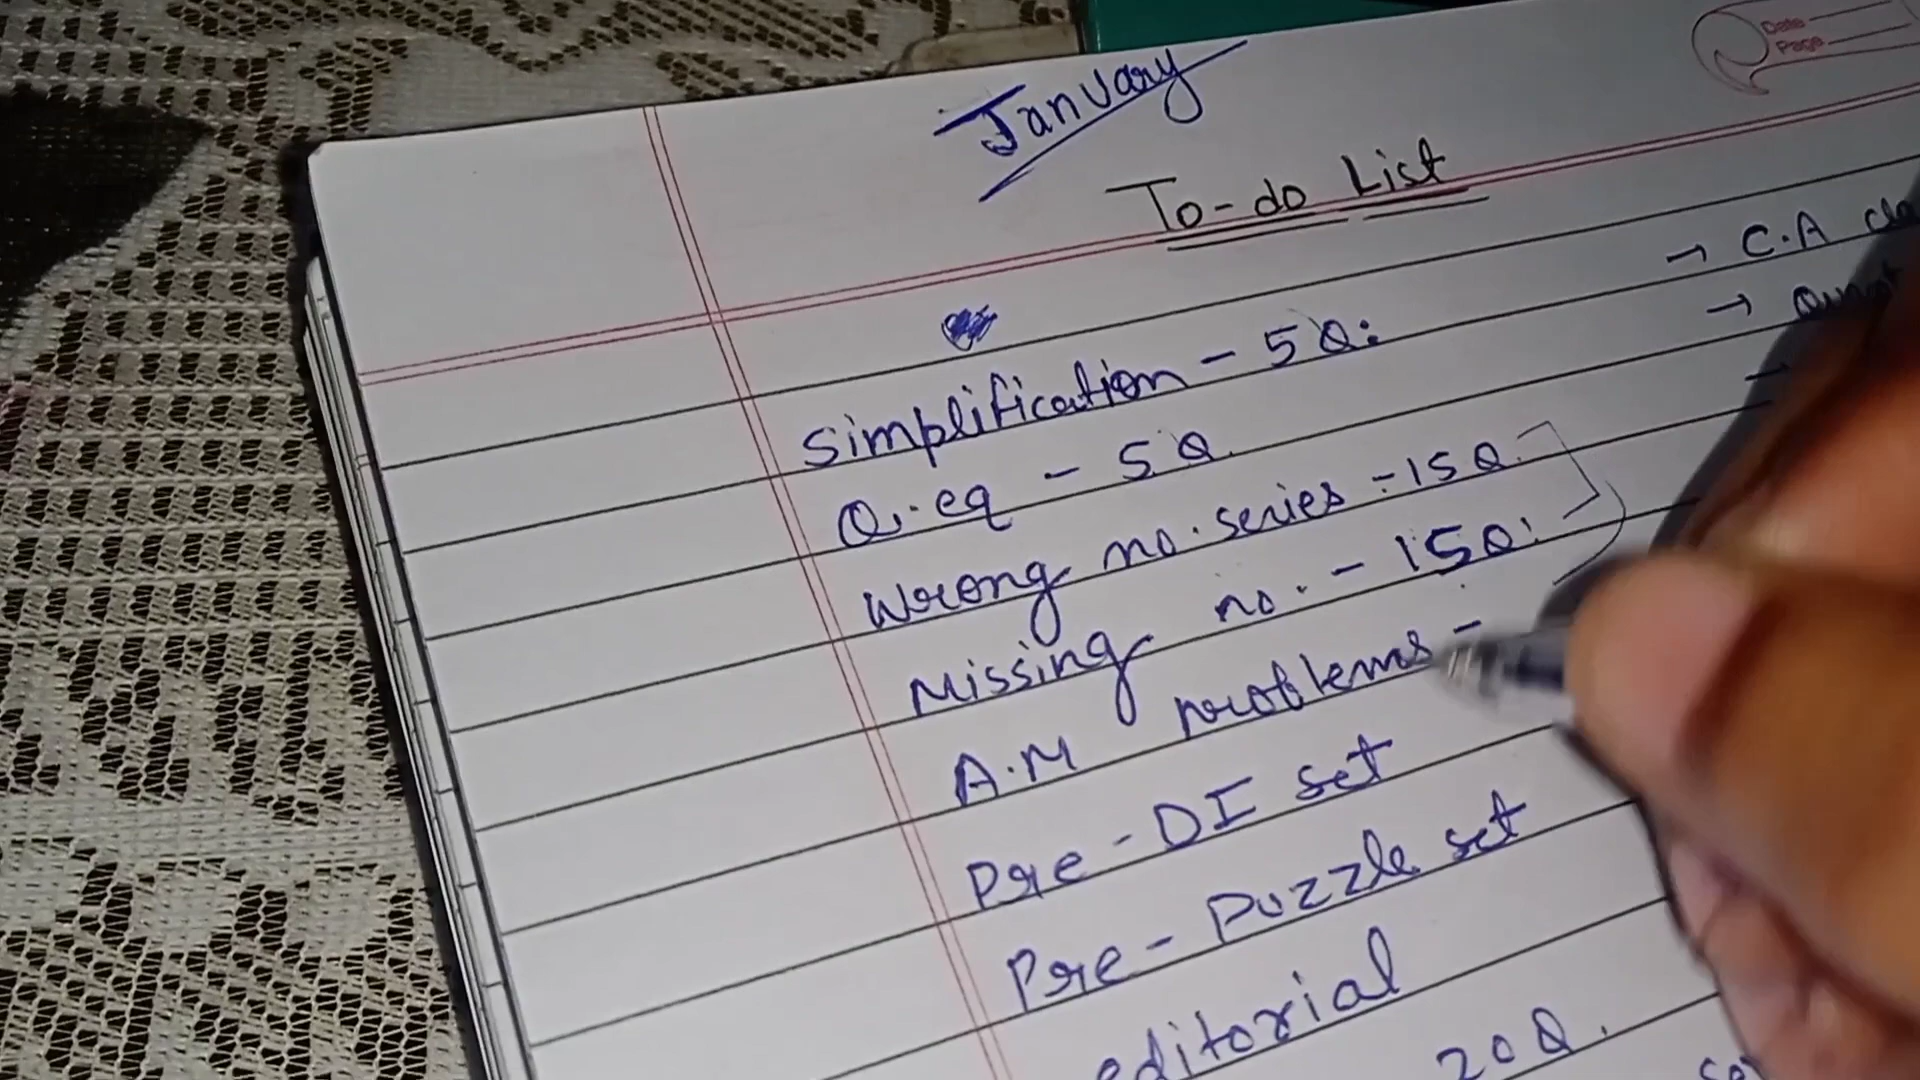 January
Date
Page
To-do List
→ C.A
Simplification - 5Q.
Q.eq - 5Q
Wrong no. series - 15Q.
Missing no. - 15Q.
A.M problems -
Pre - DI set
Pre - Puzzle set
editorial
20Q.